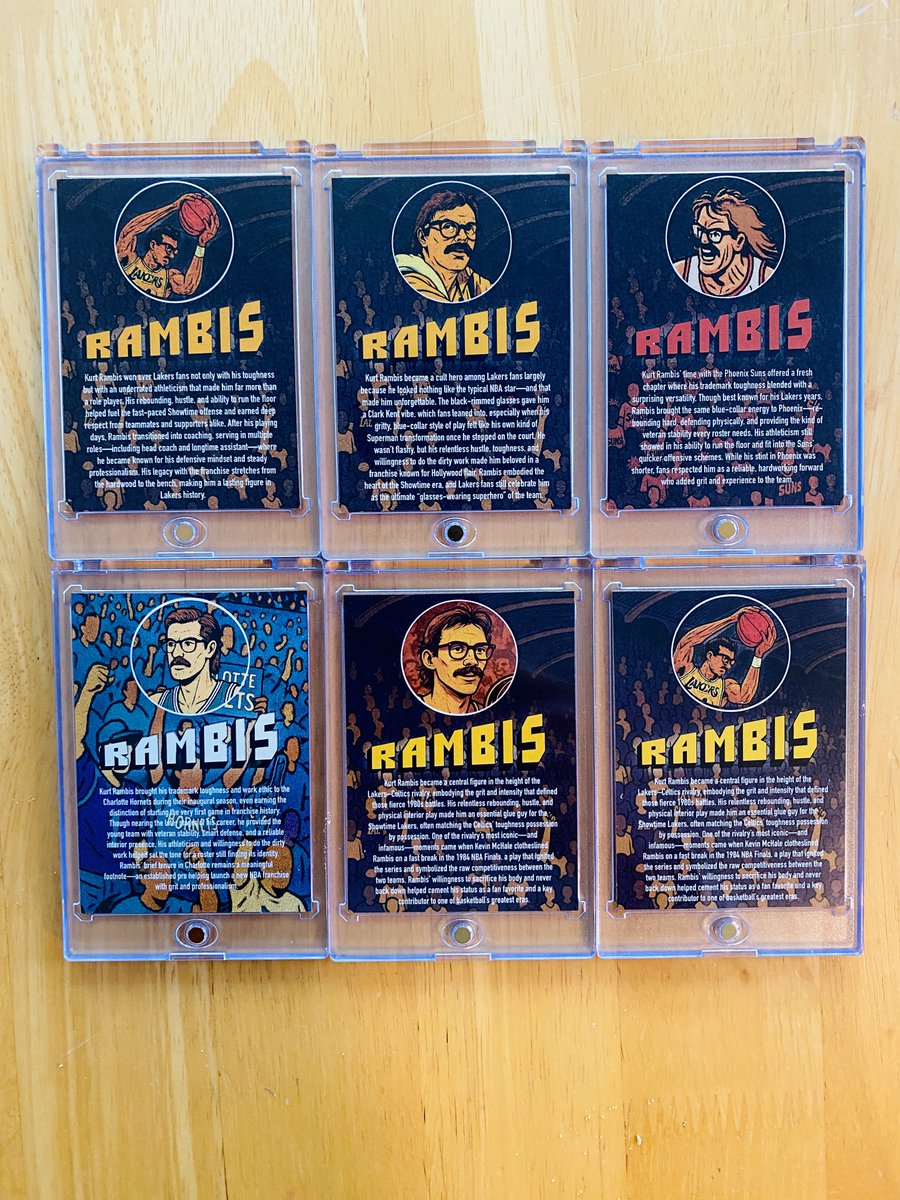 LAKERS
RAMBIS
Kurt Rambis won over Lakers fans not only with his toughness
but with an underrated athleticism that made him far more than
a role player. His rebounding, hustle, and ability to run the floor
helped fuel the fast-paced Showtime offense and earned deep
respect from teammates and supporters alike. After his playing
days, Rambis transitioned into coaching, serving in multiple
roles—including head coach and longtime assistant—where
he became known for his defensive mindset and steady
professionalism. His legacy with the franchise stretches from
the hardwood to the bench, making him a lasting figure in
Lakers history.
RAMBIS
Kurt Rambis became a cult hero among Lakers fans largely
because he looked nothing like the typical NBA star—and that
made him unforgettable. The black-rimmed glasses gave him
a Clark Kent vibe, which fans leaned into, especially when his
gritty, blue-collar style of play felt like his own kind of
Superman transformation once he stepped on the court. He
wasn't flashy, but his relentless hustle, toughness, and
willingness to do the dirty work made him beloved in a
franchise known for Hollywood flair. Rambis embodied the
heart of the Showtime era, and Lakers fans still celebrate him
as the ultimate "glasses-wearing superhero" of the team.
RAMBIS
Kurt Rambis' time with the Phoenix Suns offered a fresh
chapter where his trademark toughness blended with a
surprising versatility. Though best known for his Lakers years,
Rambis brought the same blue-collar energy to Phoenix—re-
bounding hard, defending physically, and providing the kind of
veteran stability every roster needs. His athleticism still
showed in his ability to run the floor and fit into the Suns'
quicker offensive schemes. While his stint in Phoenix was
shorter, fans respected him as a reliable, hardworking forward
who added grit and experience to the team.
SUNS
OTTE
LTS
RAMBIS
Kurt Rambis brought his trademark toughness and work ethic to the
Charlotte Hornets during their inaugural season, even earning the
distinction of starting the very first game in franchise history.
Though nearing the later stages of his career, he provided the
young team with veteran stability, smart defense, and a reliable
interior presence. His athleticism and willingness to do the dirty
work helped set the tone for a roster still finding its identity.
Rambis' brief tenure in Charlotte remains a meaningful
footnote—an established pro helping launch a new NBA franchise
with grit and professionalism.
RAMBIS
Kurt Rambis became a central figure in the height of the
Lakers–Celtics rivalry, embodying the grit and intensity that defined
those fierce 1980s battles. His relentless rebounding, hustle, and
physical interior play made him an essential glue guy for the
Showtime Lakers, often matching the Celtics' toughness possession
by possession. One of the rivalry's most iconic—and
infamous—moments came when Kevin McHale clotheslined
Rambis on a fast break in the 1984 NBA Finals, a play that ignited
the series and symbolized the raw competitiveness between the
two teams. Rambis' willingness to sacrifice his body and never
back down helped cement his status as a fan favorite and a key
contributor to one of basketball's greatest eras.
LAKERS
RAMBIS
Kurt Rambis became a central figure in the height of the
Lakers–Celtics rivalry, embodying the grit and intensity that defined
those fierce 1980s battles. His relentless rebounding, hustle, and
physical interior play made him an essential glue guy for the
Showtime Lakers, often matching the Celtics' toughness possession
by possession. One of the rivalry's most iconic—and
infamous—moments came when Kevin McHale clotheslined
Rambis on a fast break in the 1984 NBA Finals, a play that ignited
the series and symbolized the raw competitiveness between the
two teams. Rambis' willingness to sacrifice his body and never
back down helped cement his status as a fan favorite and a key
contributor to one of basketball's greatest eras.